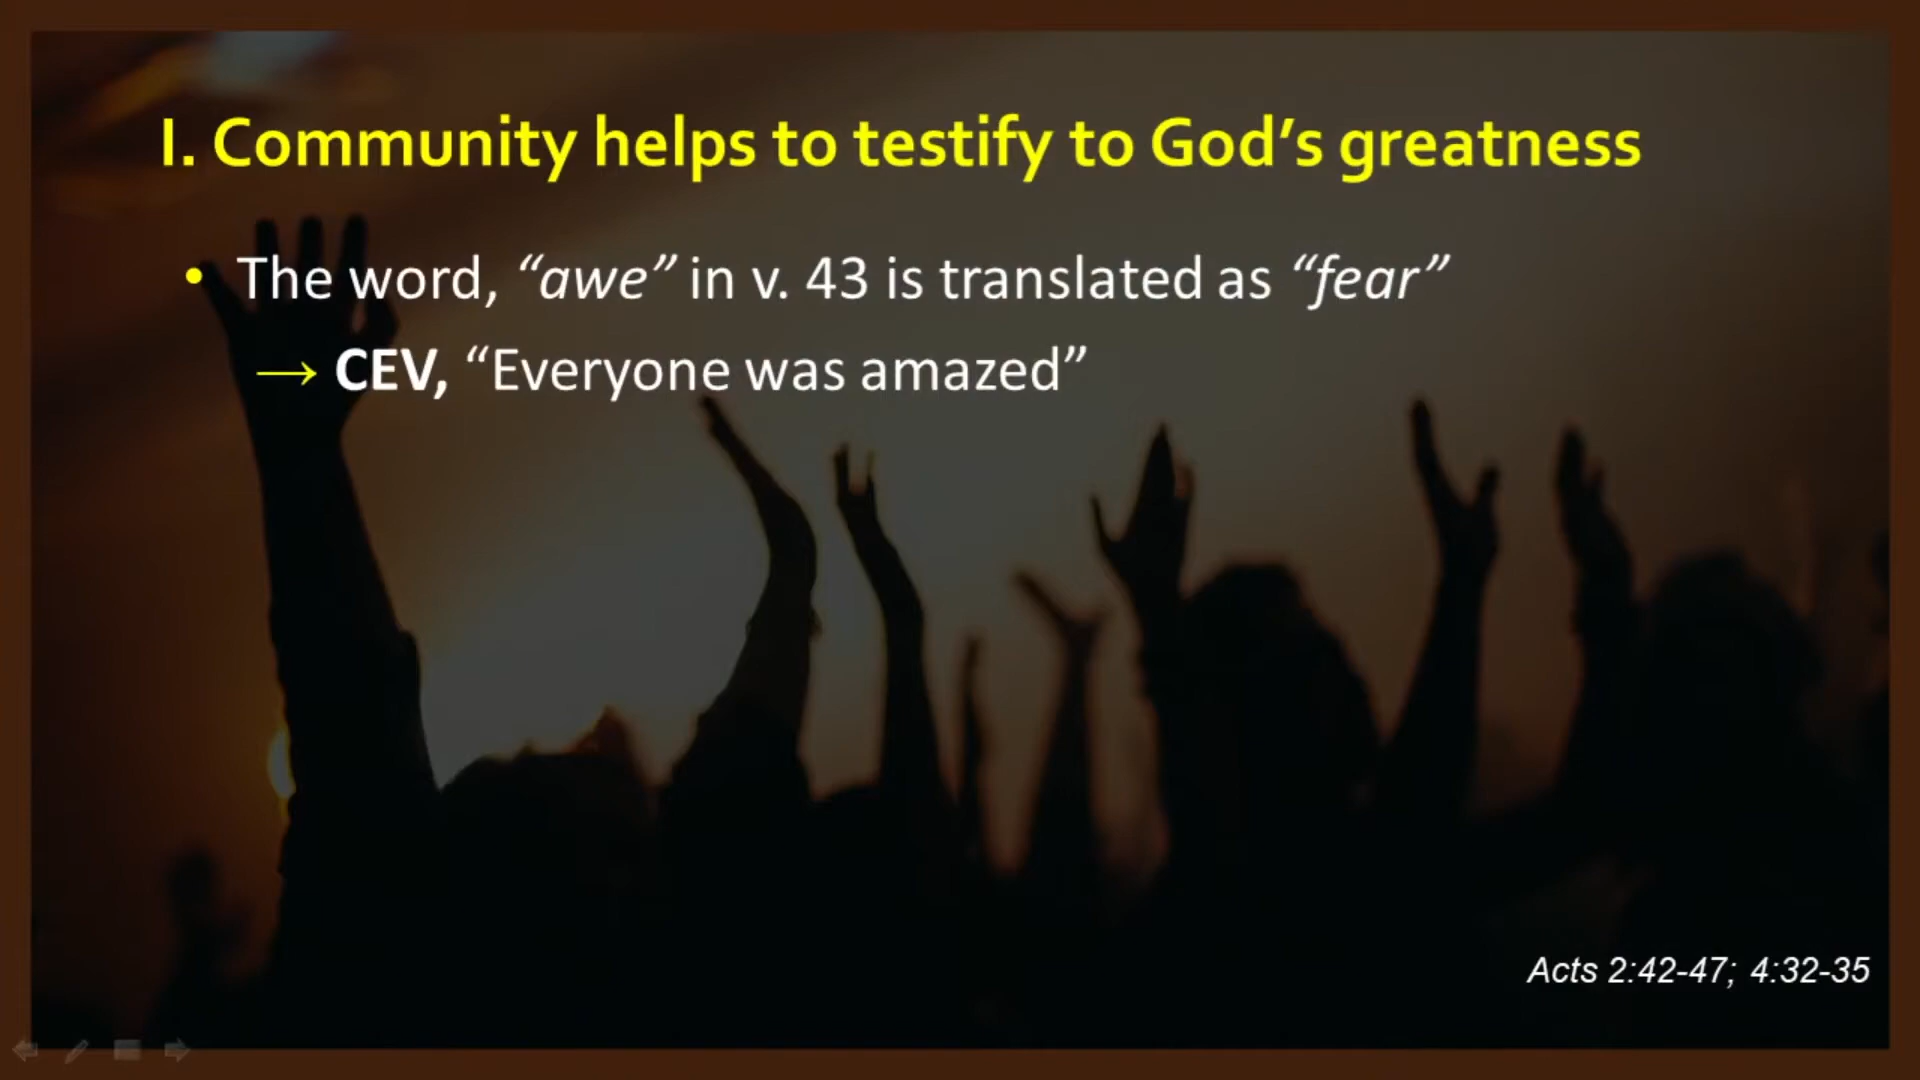 I. Community helps to testify to God’s greatness
• The word, “awe” in v. 43 is translated as “fear”
→ CEV, “Everyone was amazed”
Acts 2:42-47; 4:32-35